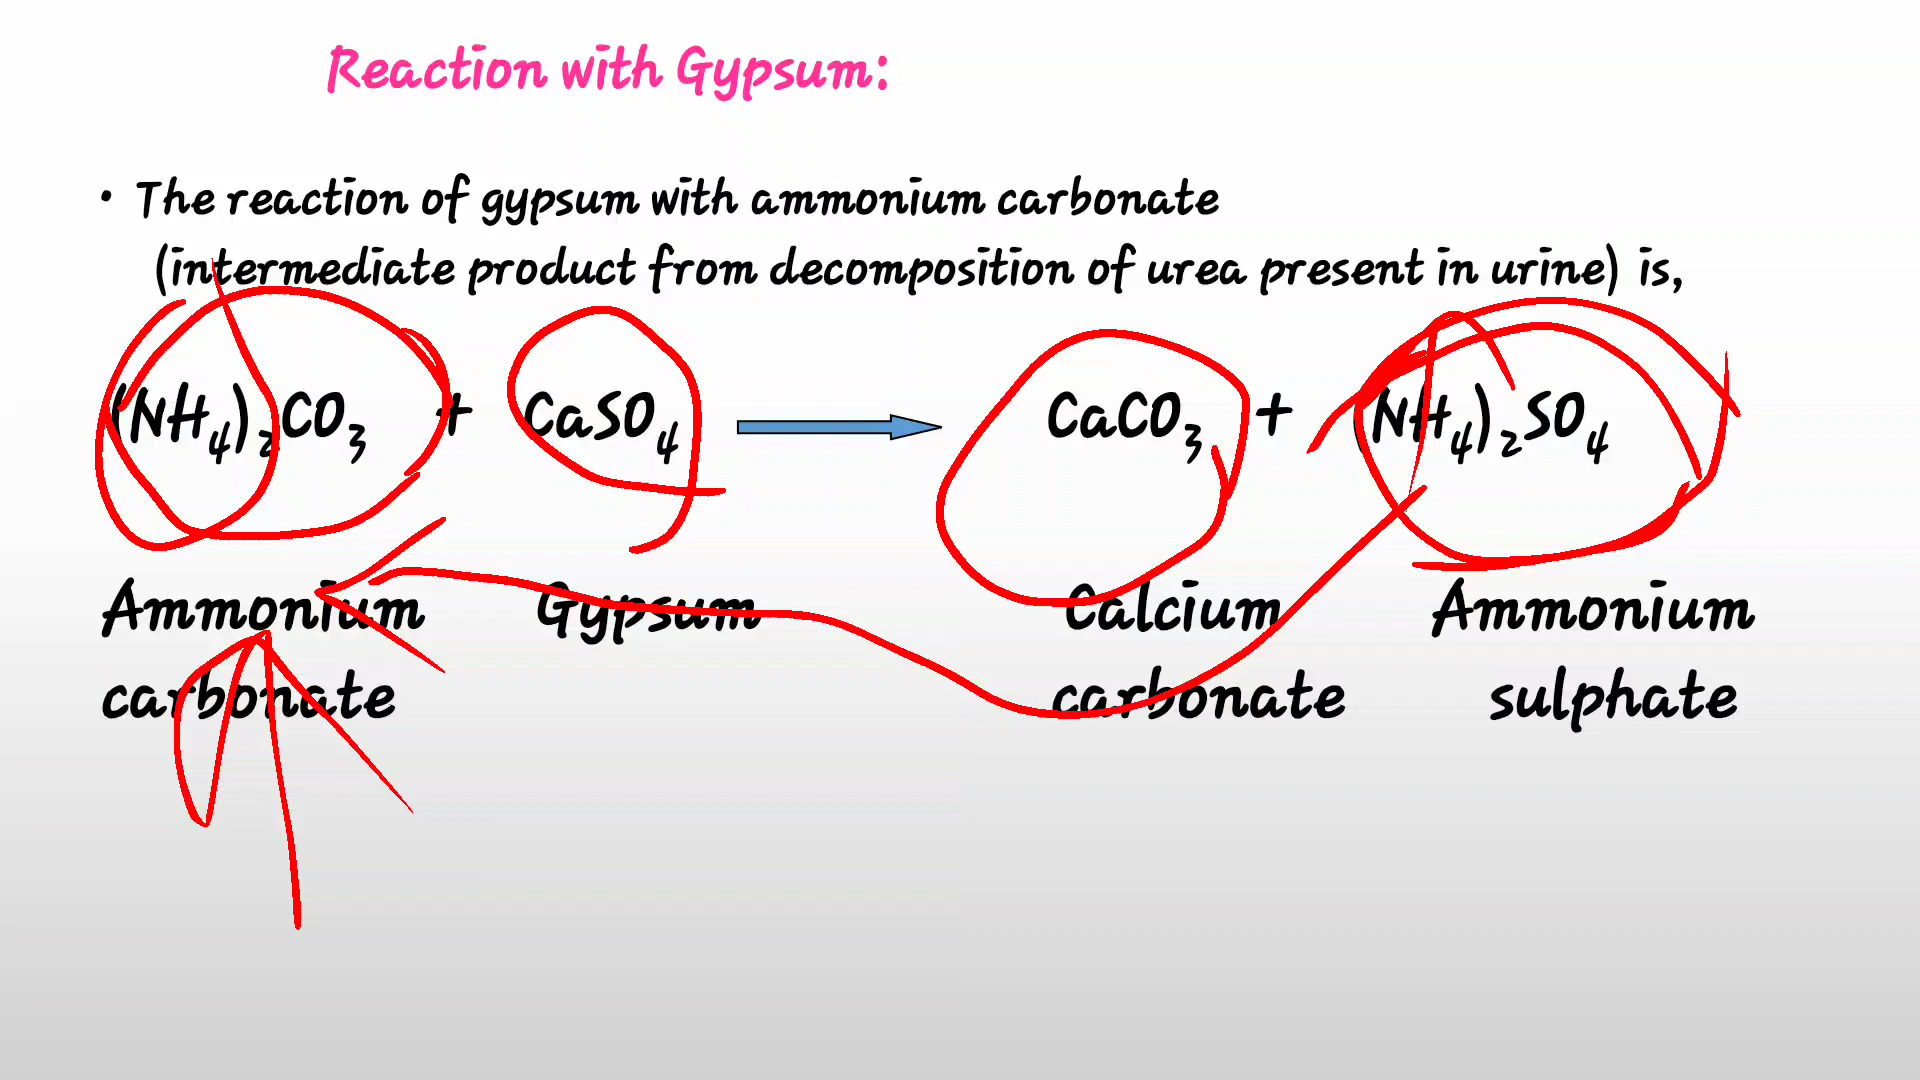 Reaction with Gypsum:
• The reaction of gypsum with ammonium carbonate
(intermediate product from decomposition of urea present in urine) is,
(NH₄)₂CO₃ + CaSO₄ → CaCO₃ + (NH₄)₂SO₄
Ammonium Gypsum Calcium Ammonium
carbonate carbonate sulphate